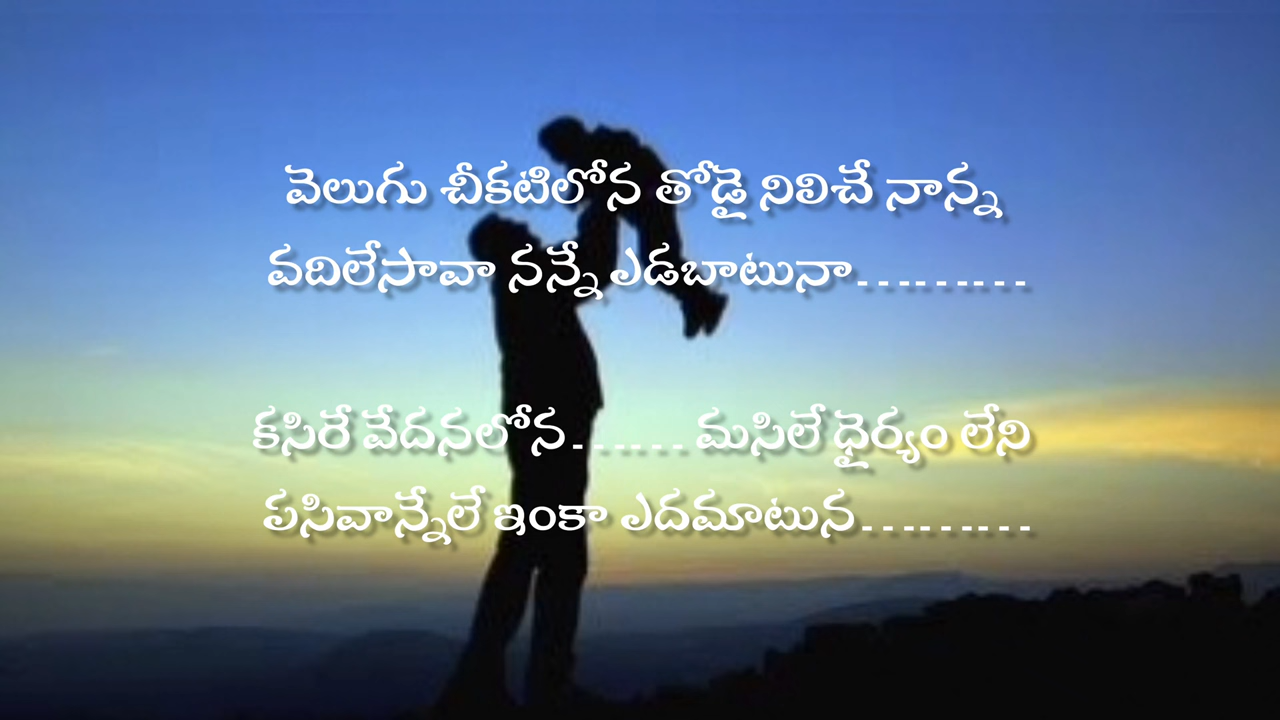 వెలుగు చీకటిలోన తోడై నిలిచే నాన్న
వదిలేసావా నన్నే ఎడబాటునా.........
కసిరే వేదనలోన...... మసిలే ధైర్యం లేని
పసివాన్నేలే ఇంకా ఎదమాటున.........